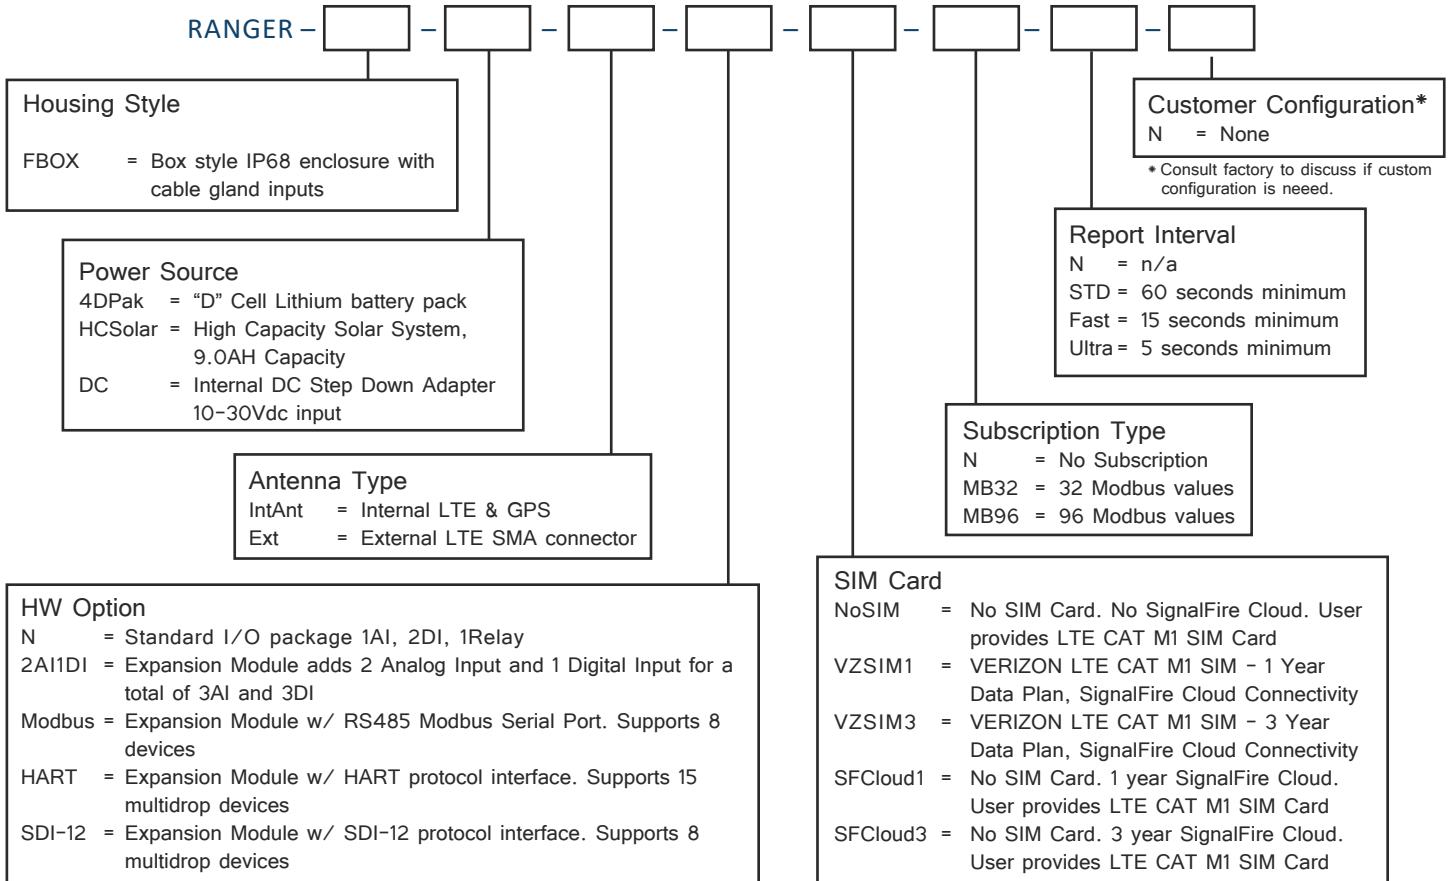 RANGER – – – – – – – –
Housing Style
FBOX = Box style IP68 enclosure with
cable gland inputs
Power Source
4DPak = “D” Cell Lithium battery pack
HCSolar = High Capacity Solar System,
9.0AH Capacity
DC = Internal DC Step Down Adapter
10-30Vdc input
Antenna Type
IntAnt = Internal LTE & GPS
Ext = External LTE SMA connector
HW Option
N = Standard I/O package 1AI, 2DI, 1Relay
2AI1DI = Expansion Module adds 2 Analog Input and 1 Digital Input for a
total of 3AI and 3DI
Modbus = Expansion Module w/ RS485 Modbus Serial Port. Supports 8
devices
HART = Expansion Module w/ HART protocol interface. Supports 15
multidrop devices
SDI-12 = Expansion Module w/ SDI-12 protocol interface. Supports 8
multidrop devices
SIM Card
NoSIM = No SIM Card. No SignalFire Cloud. User
provides LTE CAT M1 SIM Card
VZSIM1 = VERIZON LTE CAT M1 SIM - 1 Year
Data Plan, SignalFire Cloud Connectivity
VZSIM3 = VERIZON LTE CAT M1 SIM - 3 Year
Data Plan, SignalFire Cloud Connectivity
SFCloud1 = No SIM Card. 1 year SignalFire Cloud.
User provides LTE CAT M1 SIM Card
SFCloud3 = No SIM Card. 3 year SignalFire Cloud.
User provides LTE CAT M1 SIM Card
Subscription Type
N = No Subscription
MB32 = 32 Modbus values
MB96 = 96 Modbus values
Report Interval
N = n/a
STD = 60 seconds minimum
Fast = 15 seconds minimum
Ultra = 5 seconds minimum
Customer Configuration*
N = None
* Consult factory to discuss if custom
configuration is neeed.